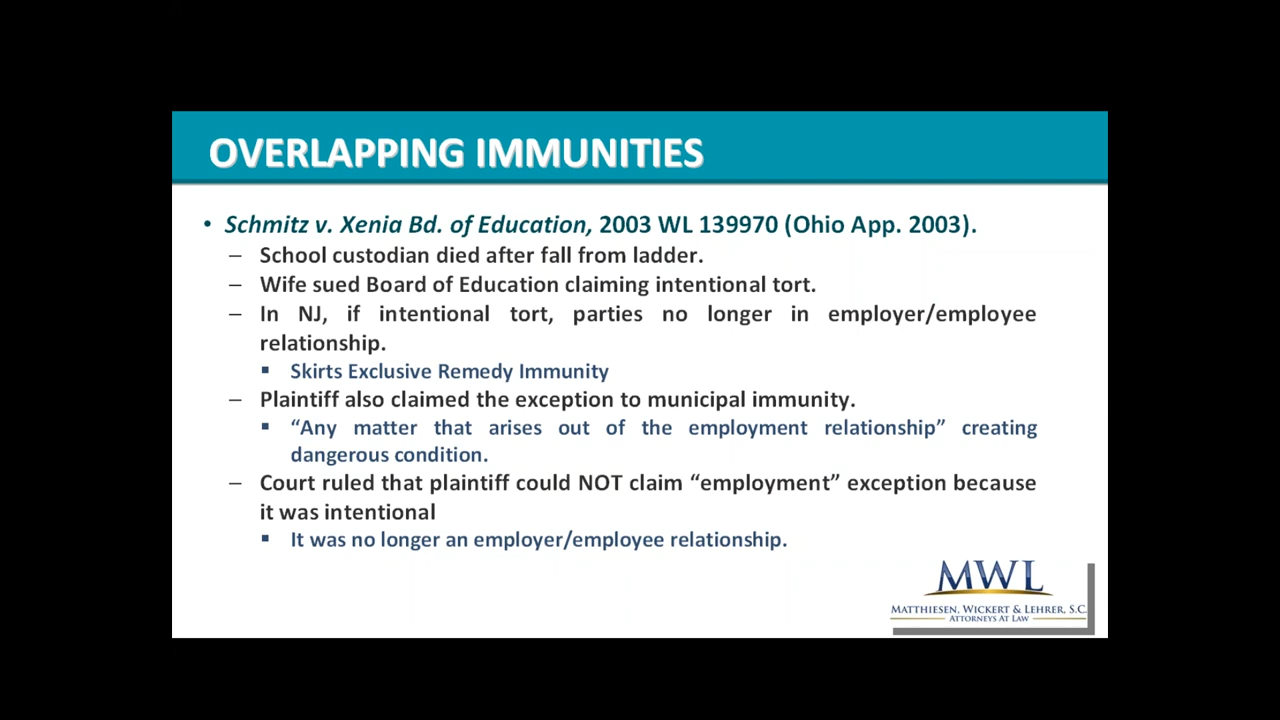 OVERLAPPING IMMUNITIES
• Schmitz v. Xenia Bd. of Education, 2003 WL 139970 (Ohio App. 2003).
– School custodian died after fall from ladder.
– Wife sued Board of Education claiming intentional tort.
– In NJ, if intentional tort, parties no longer in employer/employee
relationship.
▪ Skirts Exclusive Remedy Immunity
– Plaintiff also claimed the exception to municipal immunity.
▪ “Any matter that arises out of the employment relationship” creating
dangerous condition.
– Court ruled that plaintiff could NOT claim “employment” exception because
it was intentional
▪ It was no longer an employer/employee relationship.
MWL
MATTHIESEN, WICKERT & LEHRER, S.C.
ATTORNEYS AT LAW